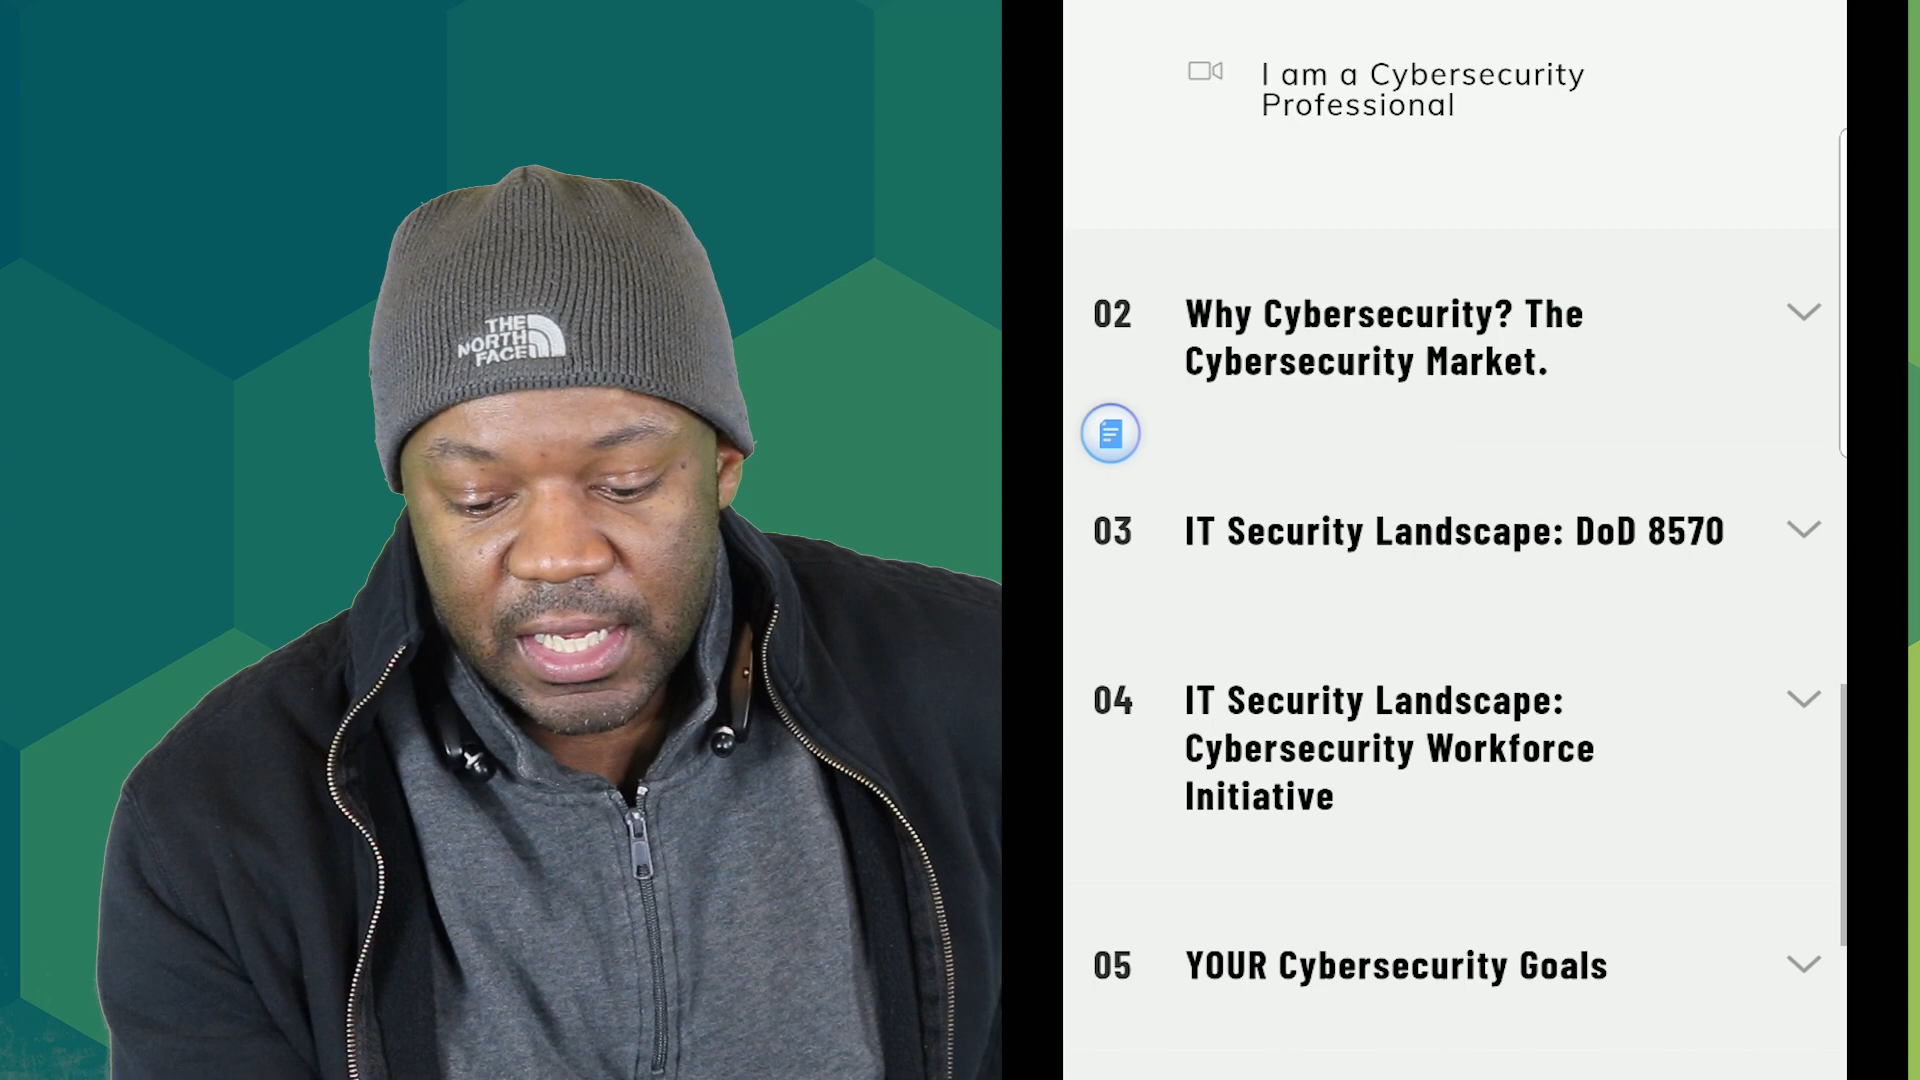 THE
NORTH
FACE
I am a Cybersecurity
Professional
02 Why Cybersecurity? The
Cybersecurity Market.
03 IT Security Landscape: DoD 8570
04 IT Security Landscape:
Cybersecurity Workforce
Initiative
05 YOUR Cybersecurity Goals